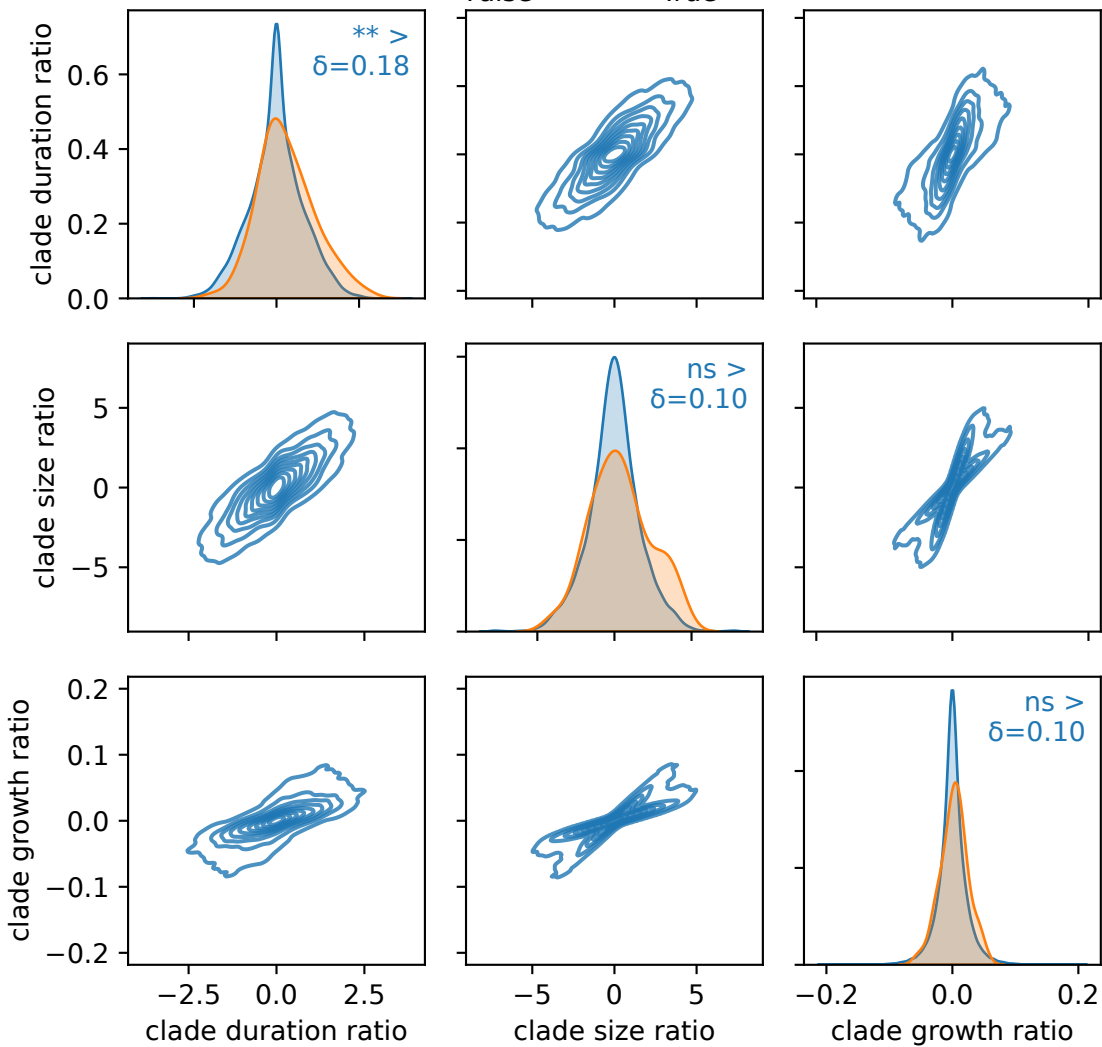 ** >
δ=0.18
clade duration ratio
0.6
0.4
0.2
0.0
ns >
δ=0.10
clade size ratio
5
0
−5
ns >
δ=0.10
clade growth ratio
0.2
0.1
0.0
−0.1
−0.2
−2.5 0.0 2.5
−5 0 5
−0.2 0.0 0.2
clade duration ratio
clade size ratio
clade growth ratio